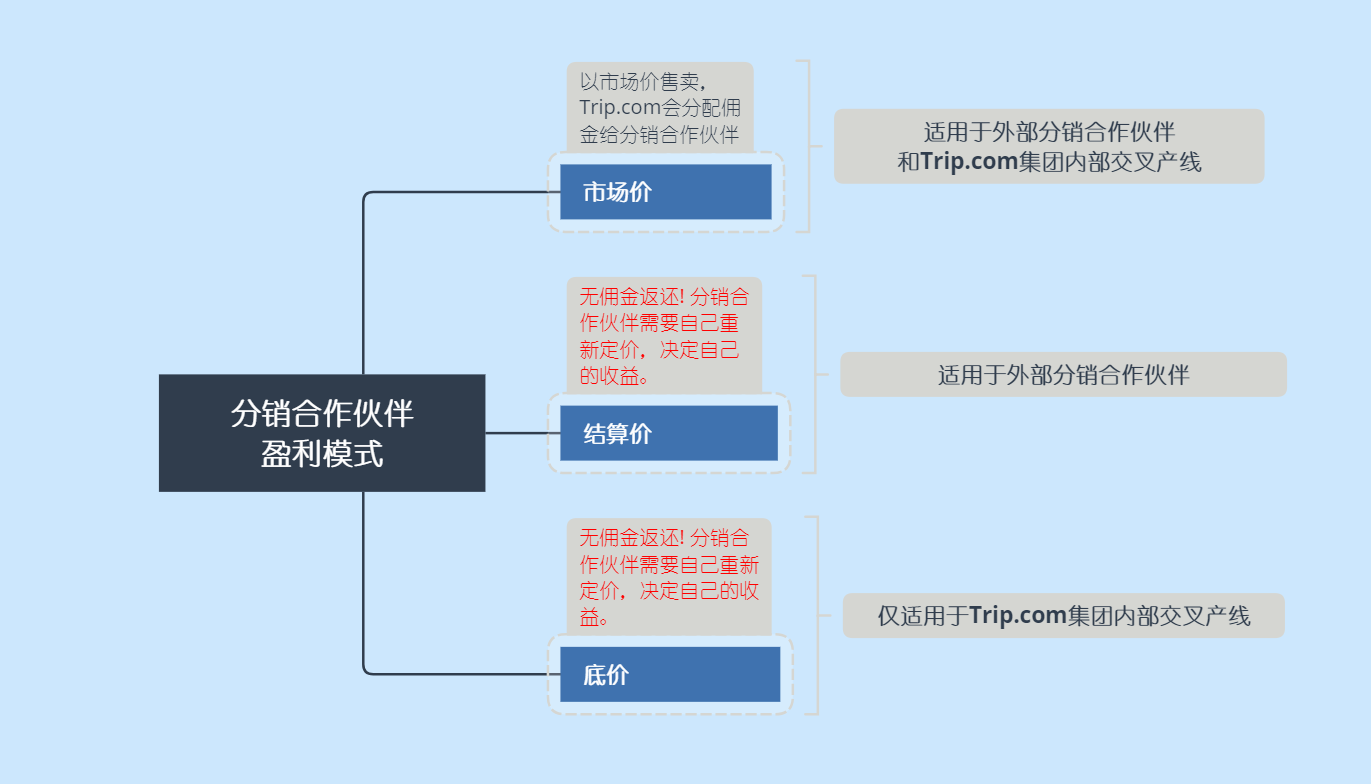 以市场价售卖，
Trip.com会分配佣
金给分销合作伙伴
市场价
适用于外部分销合作伙伴
和Trip.com集团内部交叉产线
分销合作伙伴
盈利模式
无佣金返还! 分销合
作伙伴需要自己重
新定价，决定自己
的收益。
结算价
适用于外部分销合作伙伴
无佣金返还! 分销合
作伙伴需要自己重新
定价，决定自己的收
益。
底价
仅适用于Trip.com集团内部交叉产线